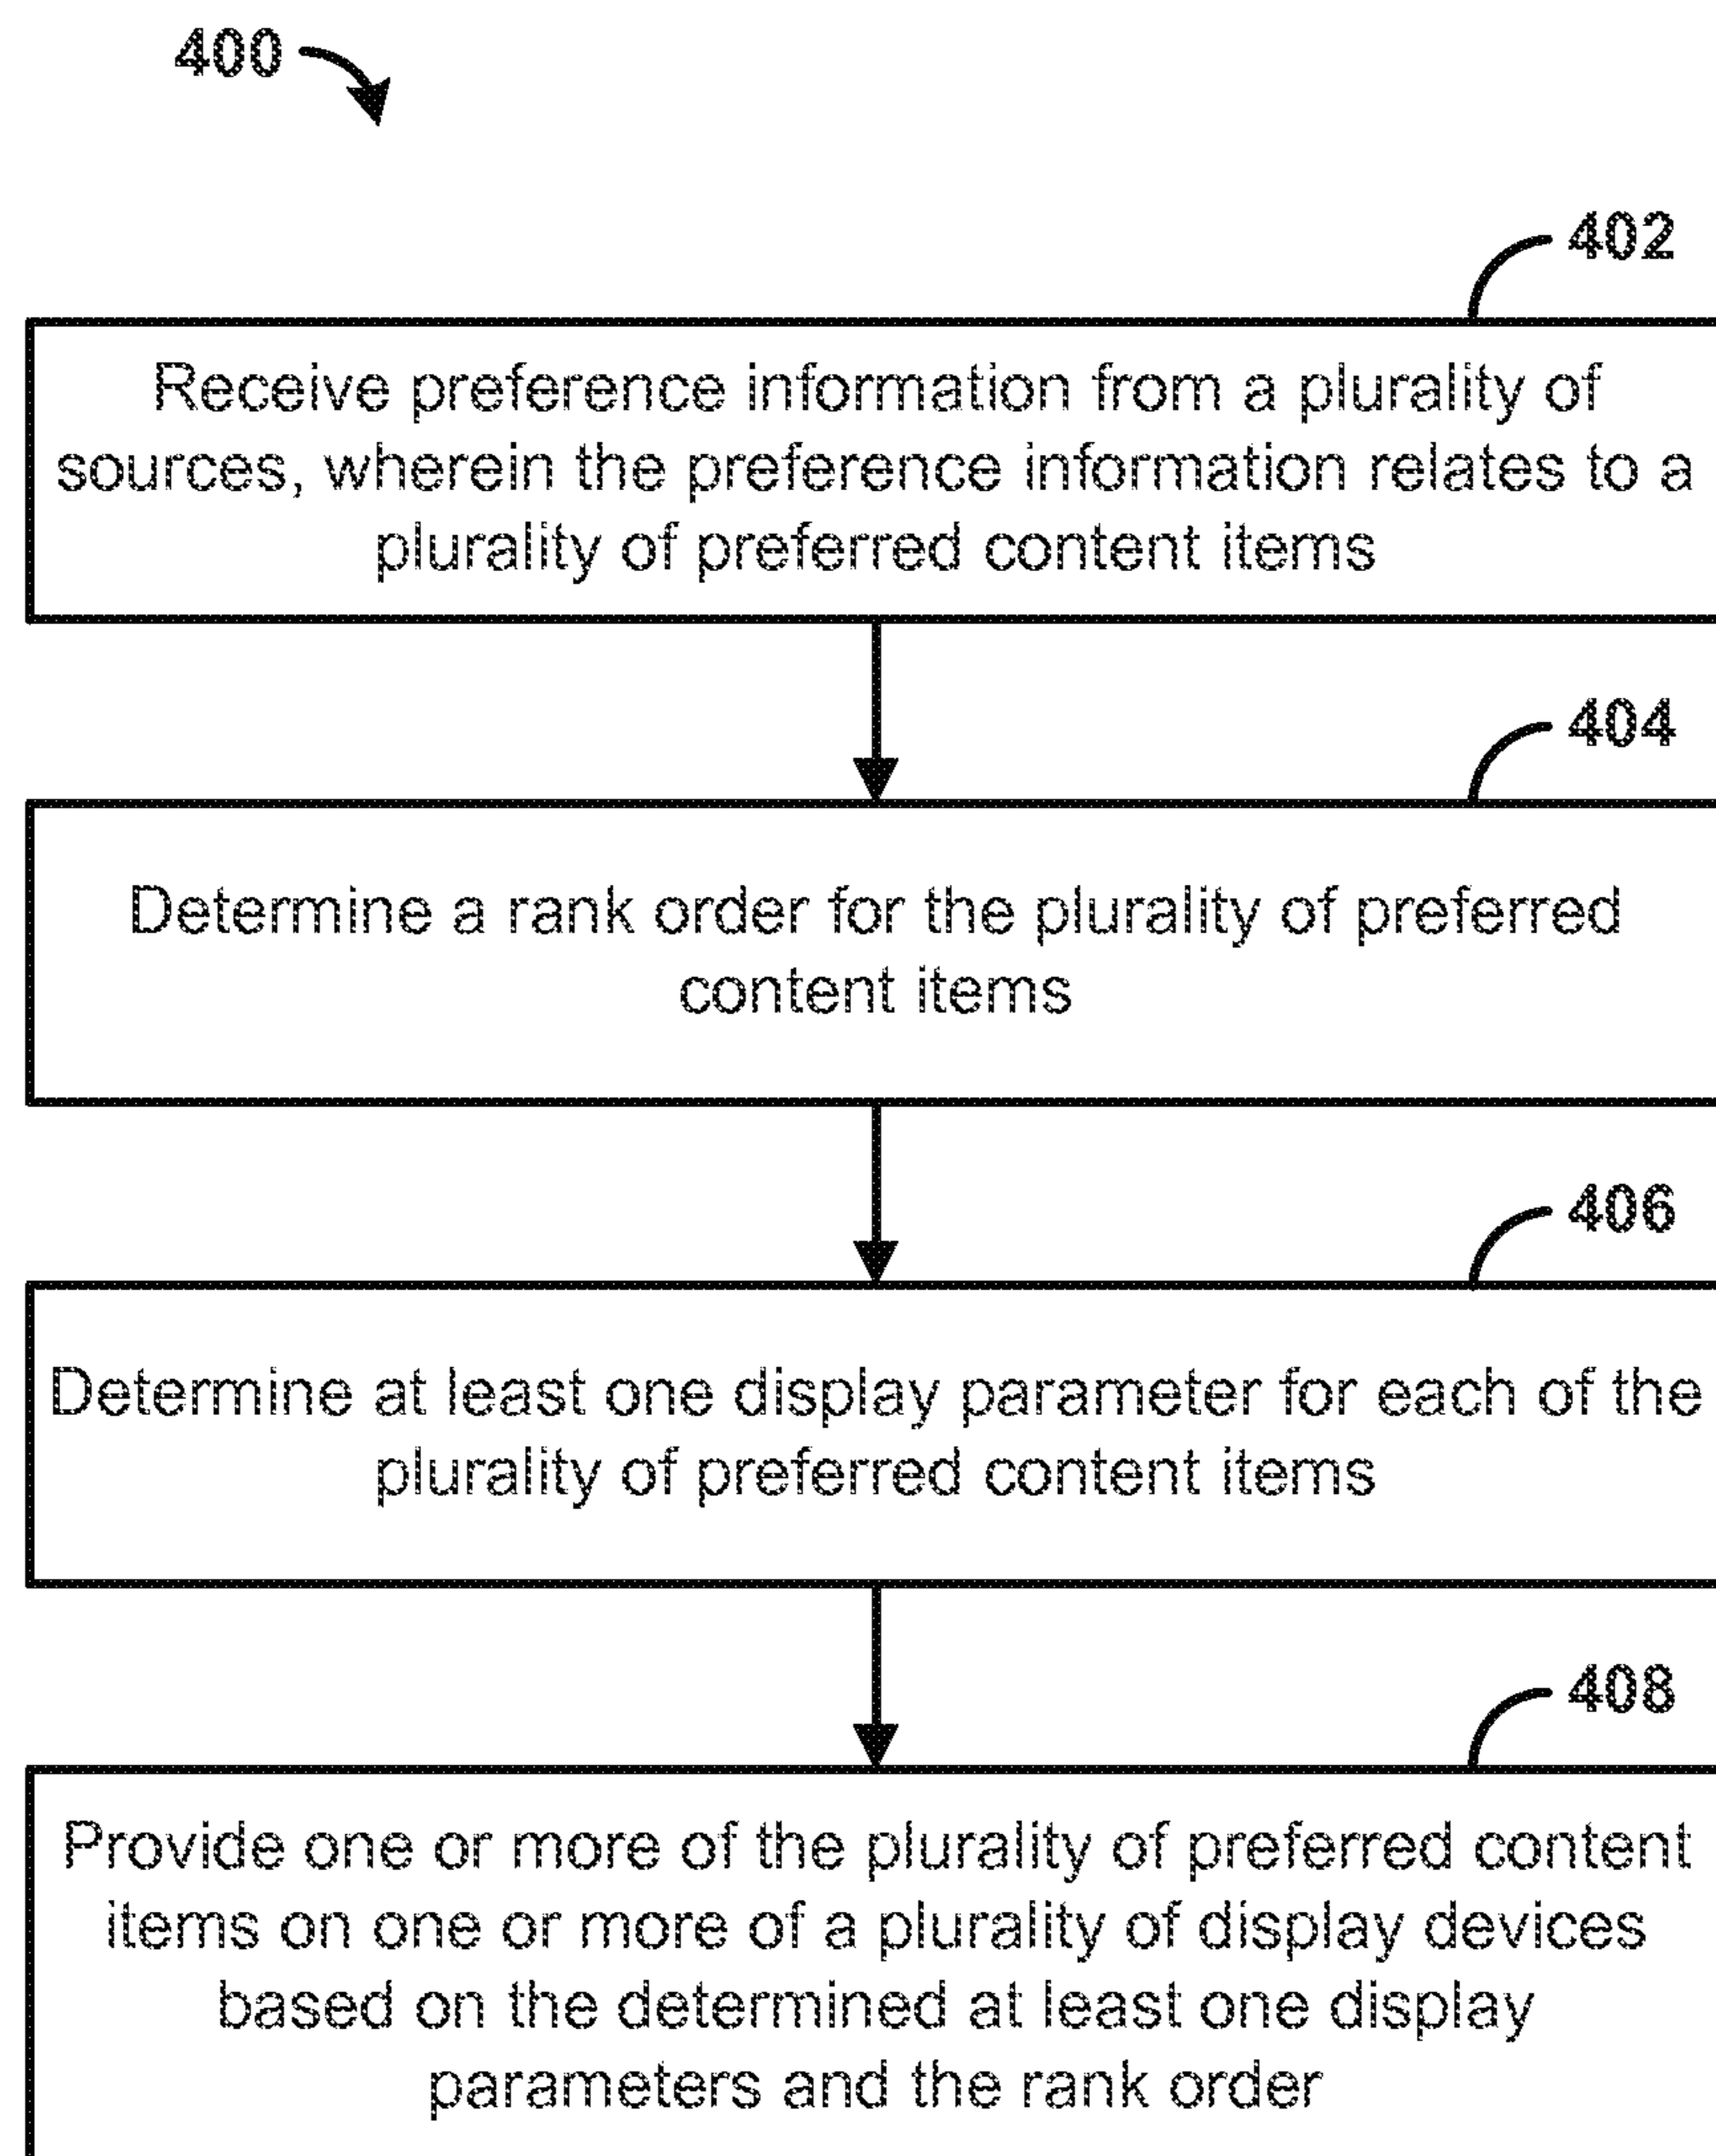 400
402
Receive preference information from a plurality of
sources, wherein the preference information relates to a
plurality of preferred content items
404
Determine a rank order for the plurality of preferred
content items
406
Determine at least one display parameter for each of the
plurality of preferred content items
408
Provide one or more of the plurality of preferred content
items on one or more of a plurality of display devices
based on the determined at least one display
parameters and the rank order